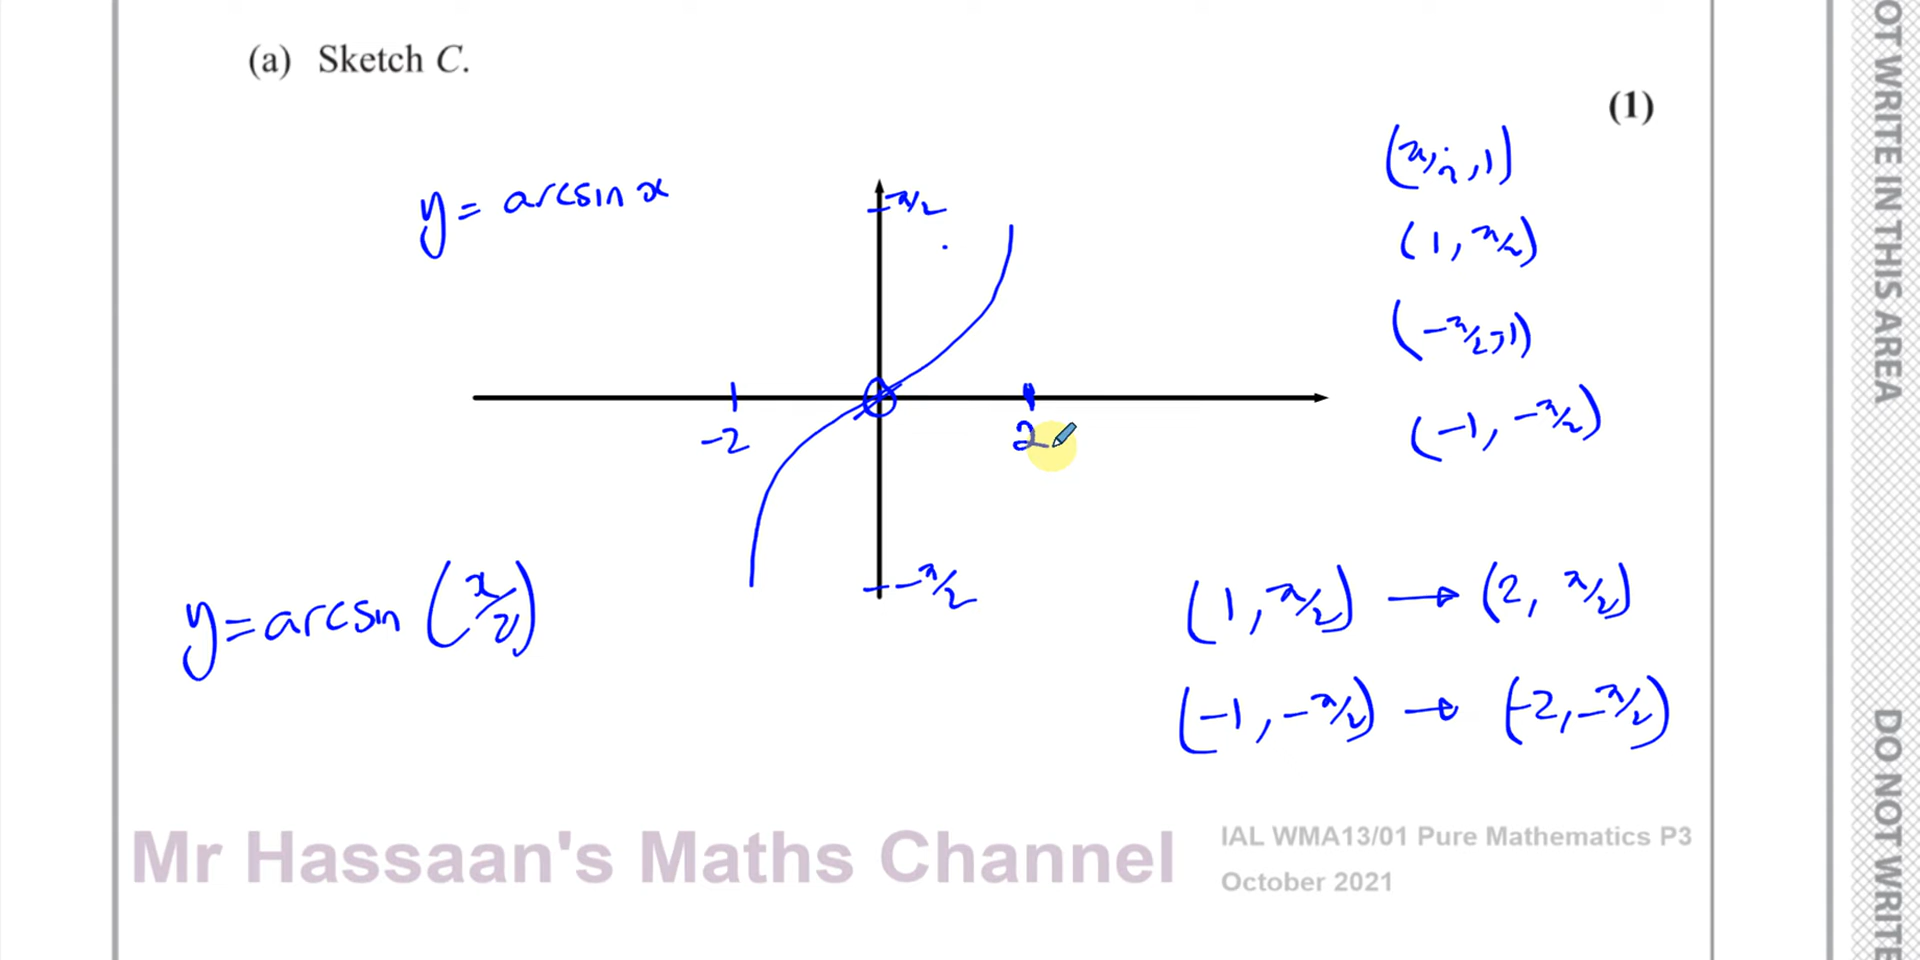 (a) Sketch C.
(1)
y = arcsin x
π/2
(1, π/2)
(-π/2, -1)
(-1, -π/2)
-2
2
-π/2
y = arcsin (x/2)
(1, π/2) → (2, π/2)
(-1, -π/2) → (-2, -π/2)
Mr Hassaan's Maths Channel
IAL WMA13/01 Pure Mathematics P3
October 2021
OT WRITE IN THIS AREA
DO NOT WRITE